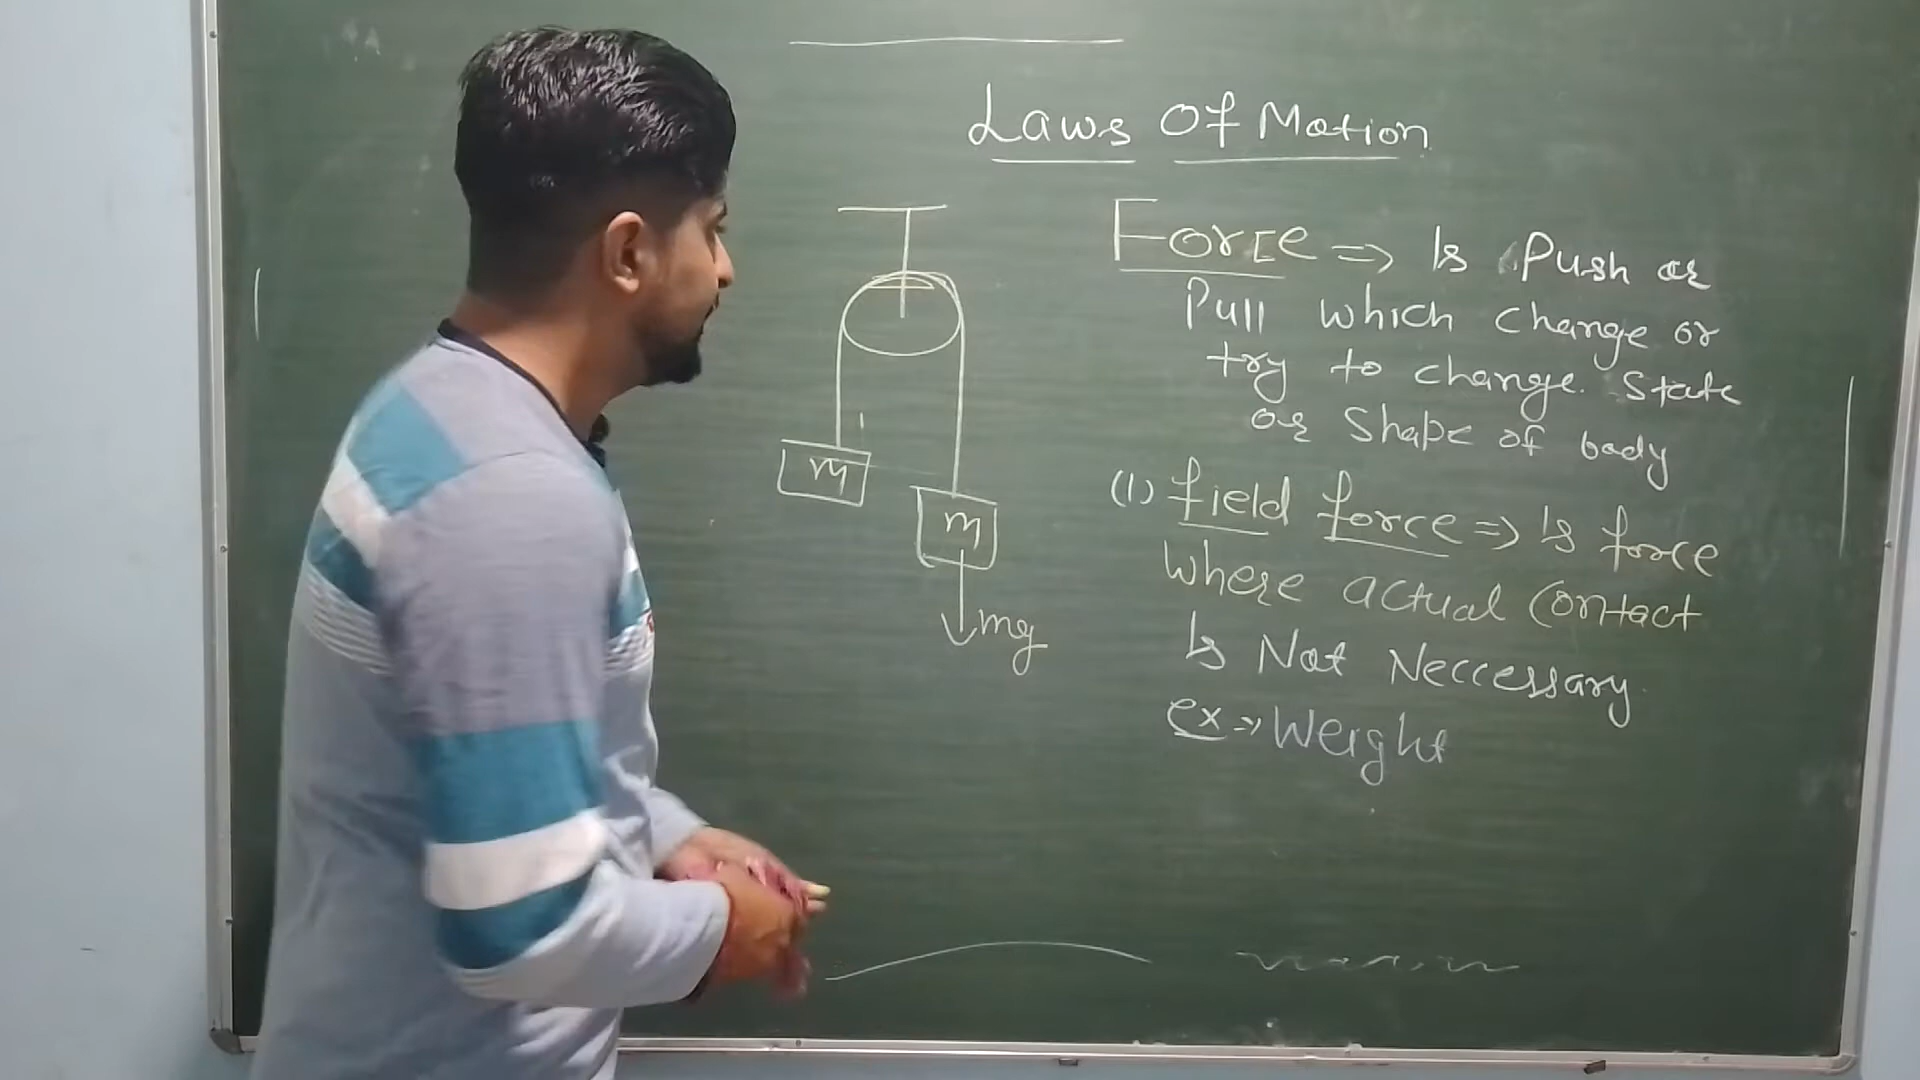 Laws Of Motion
Force => Is Push or
Pull which change or
try to change. State
or Shape of body
m
m
mg
(1) field force => Is force
Where actual Contact
Is Not Neccessary.
ex => Weight